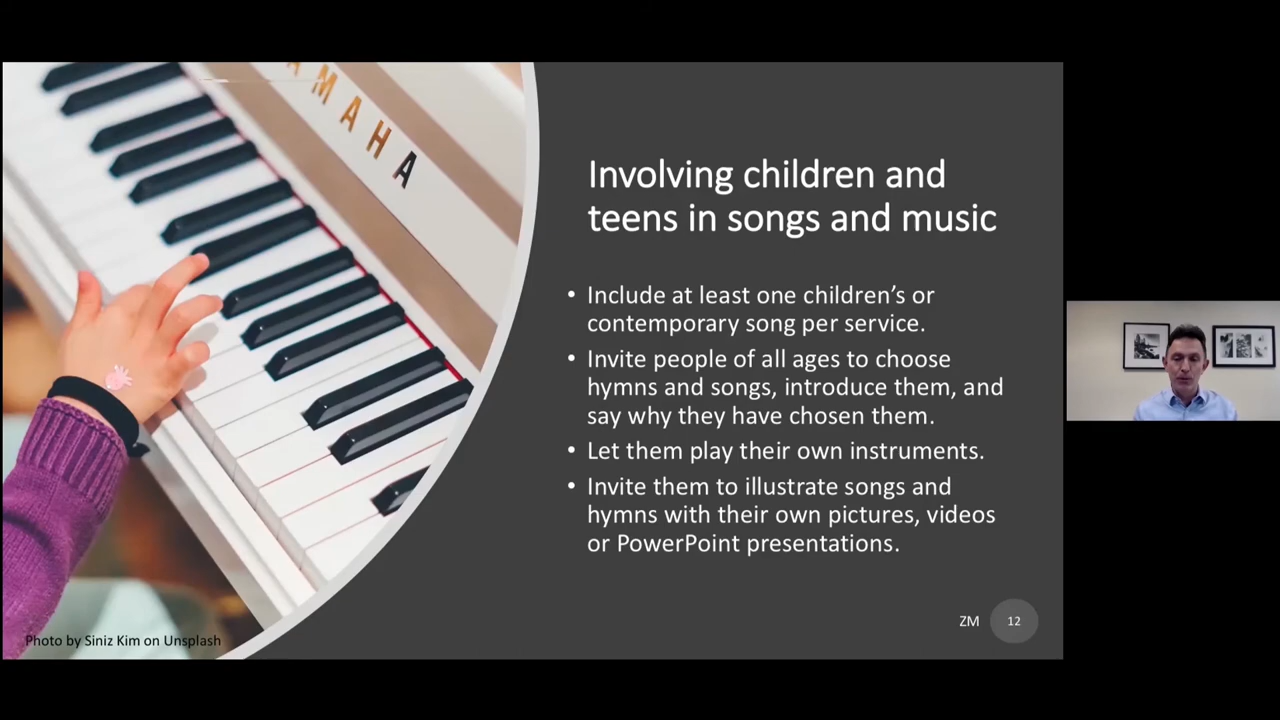 AMAHA
Involving children and
teens in songs and music
• Include at least one children’s or
contemporary song per service.
• Invite people of all ages to choose
hymns and songs, introduce them, and
say why they have chosen them.
• Let them play their own instruments.
• Invite them to illustrate songs and
hymns with their own pictures, videos
or PowerPoint presentations.
Photo by Siniz Kim on Unsplash
ZM 12